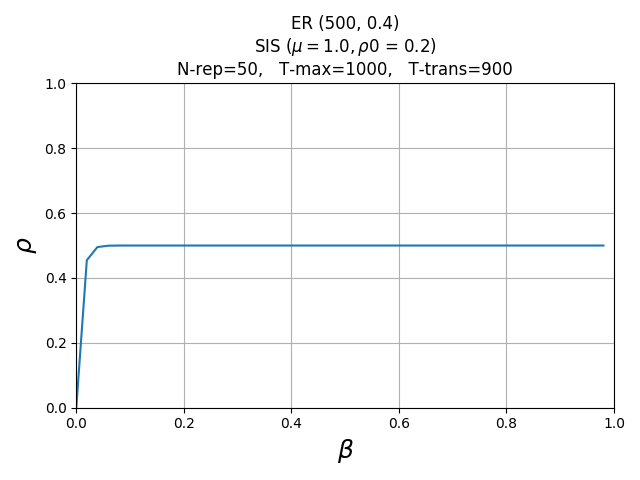 ER (500, 0.4)
SIS (μ = 1.0, ρ0 = 0.2)
N-rep=50, T-max=1000, T-trans=900
1.0
0.8
0.6
ρ
0.4
0.2
0.0
0.0 0.2 0.4 0.6 0.8 1.0
β